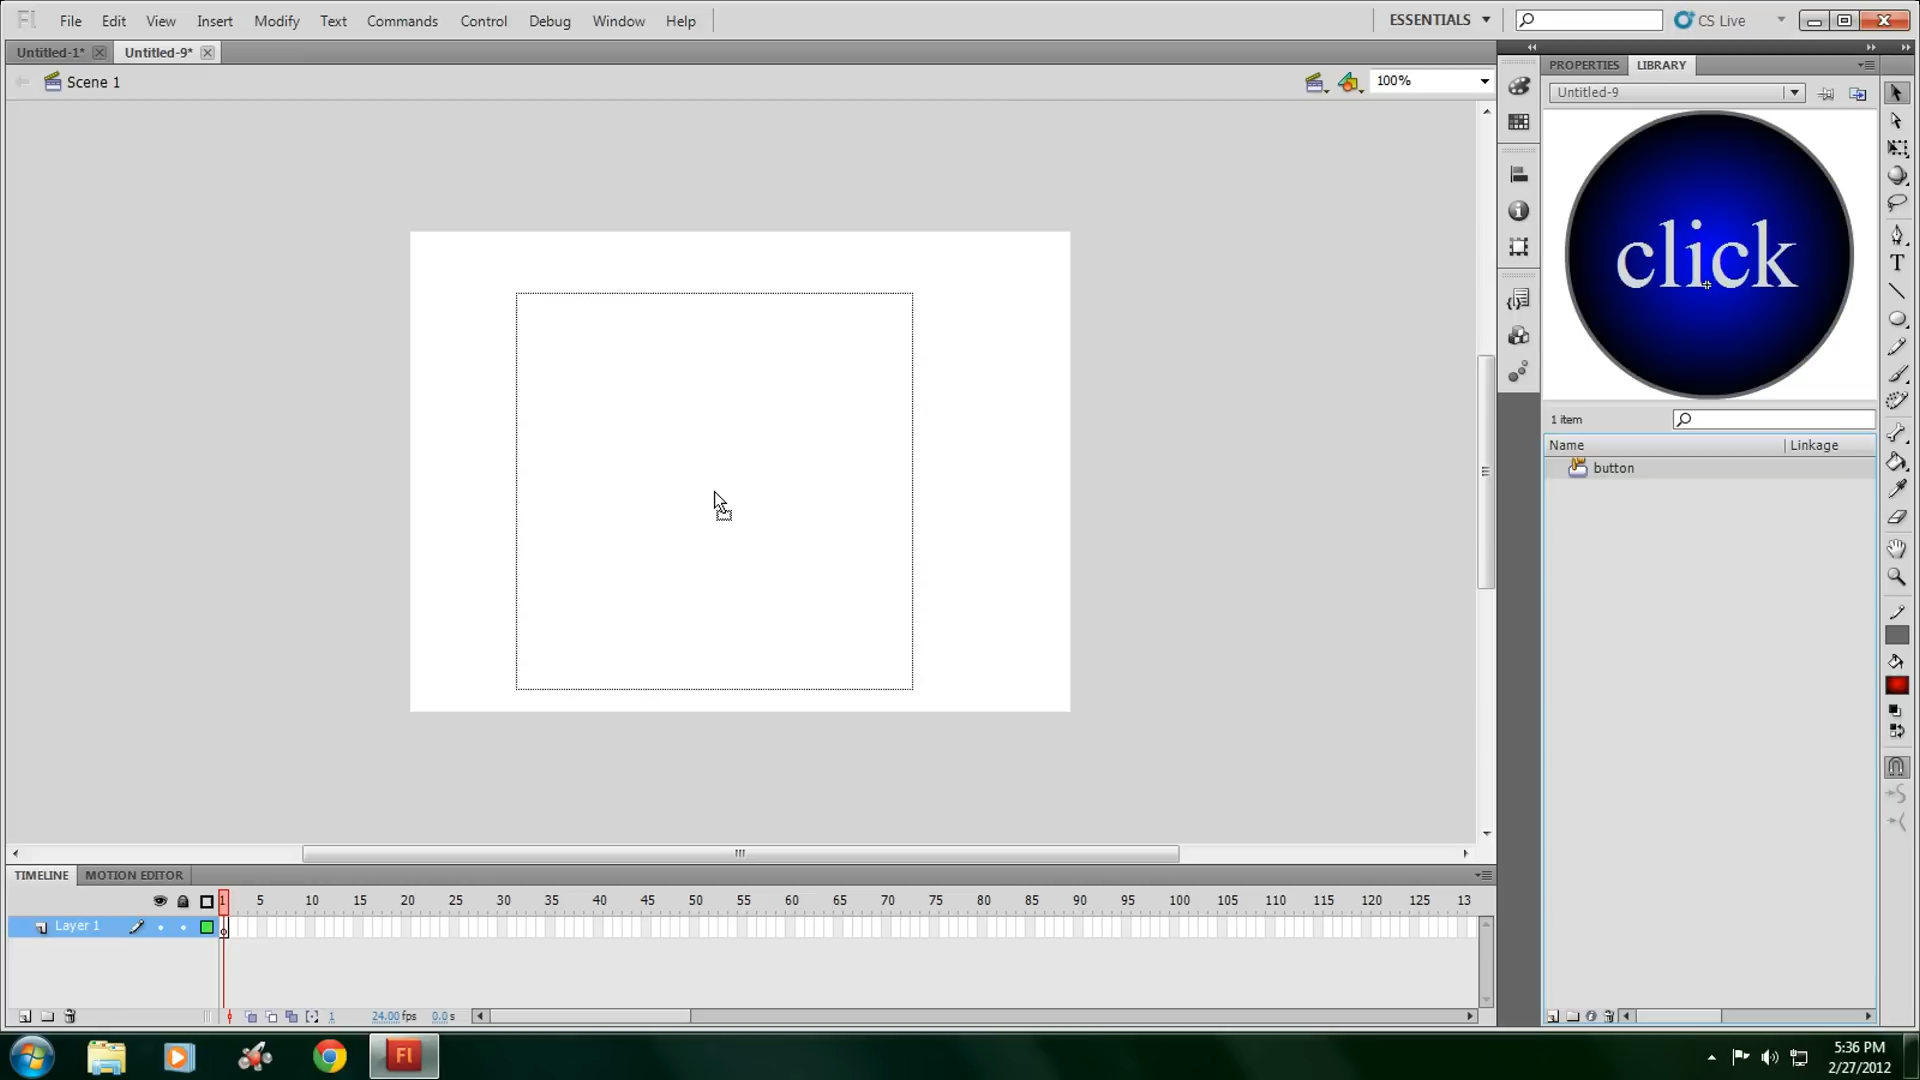 Fl File Edit View Insert Modify Text Commands Control Debug Window Help ESSENTIALS CS Live
Untitled-1* Untitled-9*
Scene 1 100%
PROPERTIES LIBRARY
Untitled-9
click
1 item
Name Linkage
button
TIMELINE MOTION EDITOR
1 5 10 15 20 25 30 35 40 45 50 55 60 65 70 75 80 85 90 95 100 105 110 115 120 125 13
Layer 1
1 24.00 fps 0.0 s
Fl
5:36 PM
2/27/2012